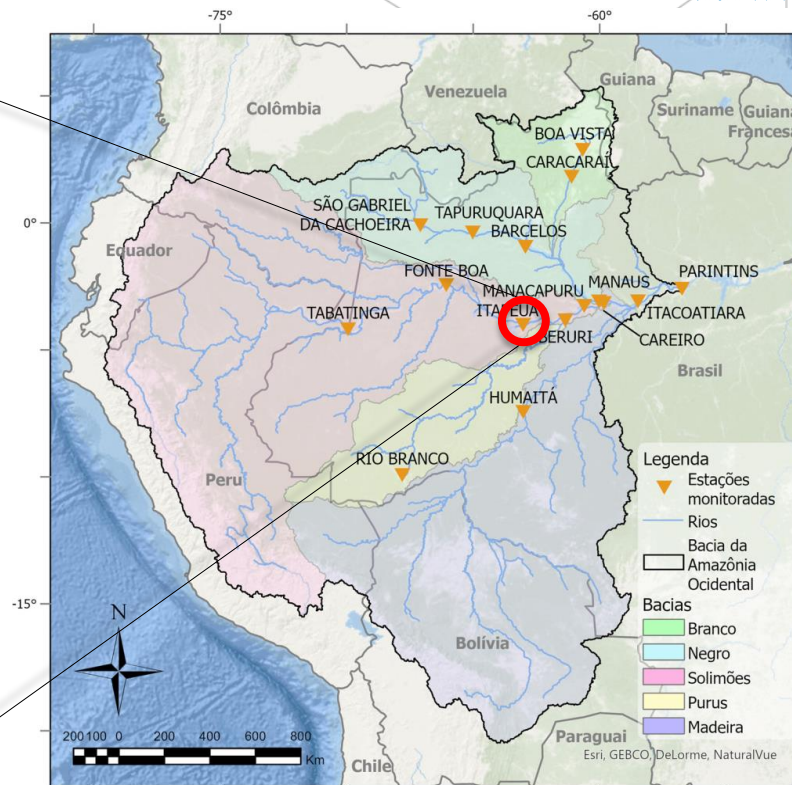 -75°
-60°
Venezuela
Guiana
Colômbia
Suriname
Guian
Francesa
BOA VISTA
CARACARAÍ
SÃO GABRIEL
DA CACHOEIRA
TAPURUQUARA
BARCELOS
0°
Equador
FONTE BOA
MANAUS
PARINTINS
MANACAPURU
TABATINGA
ITAPEUA
ITACOATIARA
BERURI
CAREIRO
Brasil
HUMAITÁ
RIO BRANCO
Peru
Legenda
Estações
monitoradas
Rios
Bacia da
Amazônia
Ocidental
-15°
N
Bacias
Branco
Negro
Bolívia
Solimões
Purus
Madeira
200 100 0 200 400 600 800
Km
Paraguai
Chile
Esri, GEBCO, DeLorme, NaturalVue